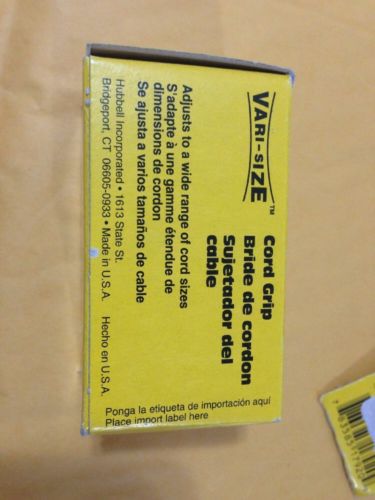 VARI-SIZE™
Cord Grip
Bride de cordon
Sujetador del
cable
Adjusts to a wide range of cord sizes
S'adapte à une gamme étendue de
dimensions de cordon
Se ajusta a varios tamaños de cable
Hubbell Incorporated • 1613 State St.
Bridgeport, CT 06605-0933 • Made in U.S.A. Hecho en U.S.A.
Ponga la etiqueta de importación aquí
Place import label here